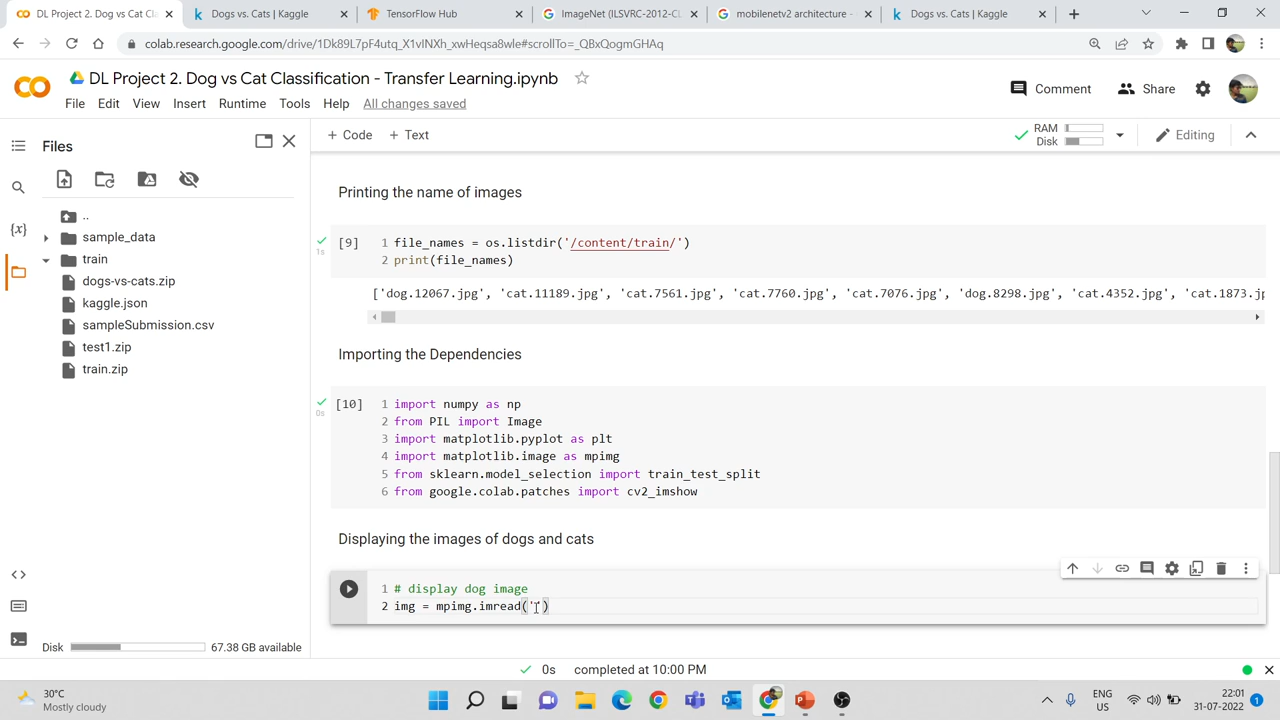 DL Project 2. Dog vs Cat Cl
Dogs vs. Cats | Kaggle
TensorFlow Hub
ImageNet (ILSVRC-2012-CL
mobilenetv2 architecture -
Dogs vs. Cats | Kaggle
colab.research.google.com/drive/1Dk89L7pF4utq_X1vINXh_xwHeqsa8wle#scrollTo=_QBxQogmGHAq
DL Project 2. Dog vs Cat Classification - Transfer Learning.ipynb
Comment
Share
File Edit View Insert Runtime Tools Help All changes saved
Files
+ Code + Text
RAM
Disk
Editing
..
sample_data
train
dogs-vs-cats.zip
kaggle.json
sampleSubmission.csv
test1.zip
train.zip
{x}
Disk 67.38 GB available
Printing the name of images
1s
[9]
1 file_names = os.listdir('/content/train/')
2 print(file_names)
['dog.12067.jpg', 'cat.11189.jpg', 'cat.7561.jpg', 'cat.7760.jpg', 'cat.7076.jpg', 'dog.8298.jpg', 'cat.4352.jpg', 'cat.1873.jp
Importing the Dependencies
0s
[10]
1 import numpy as np
2 from PIL import Image
3 import matplotlib.pyplot as plt
4 import matplotlib.image as mpimg
5 from sklearn.model_selection import train_test_split
6 from google.colab.patches import cv2_imshow
Displaying the images of dogs and cats
1 # display dog image
2 img = mpimg.imread('')
0s completed at 10:00 PM
30°C
Mostly cloudy
ENG
US
22:01
31-07-2022
1